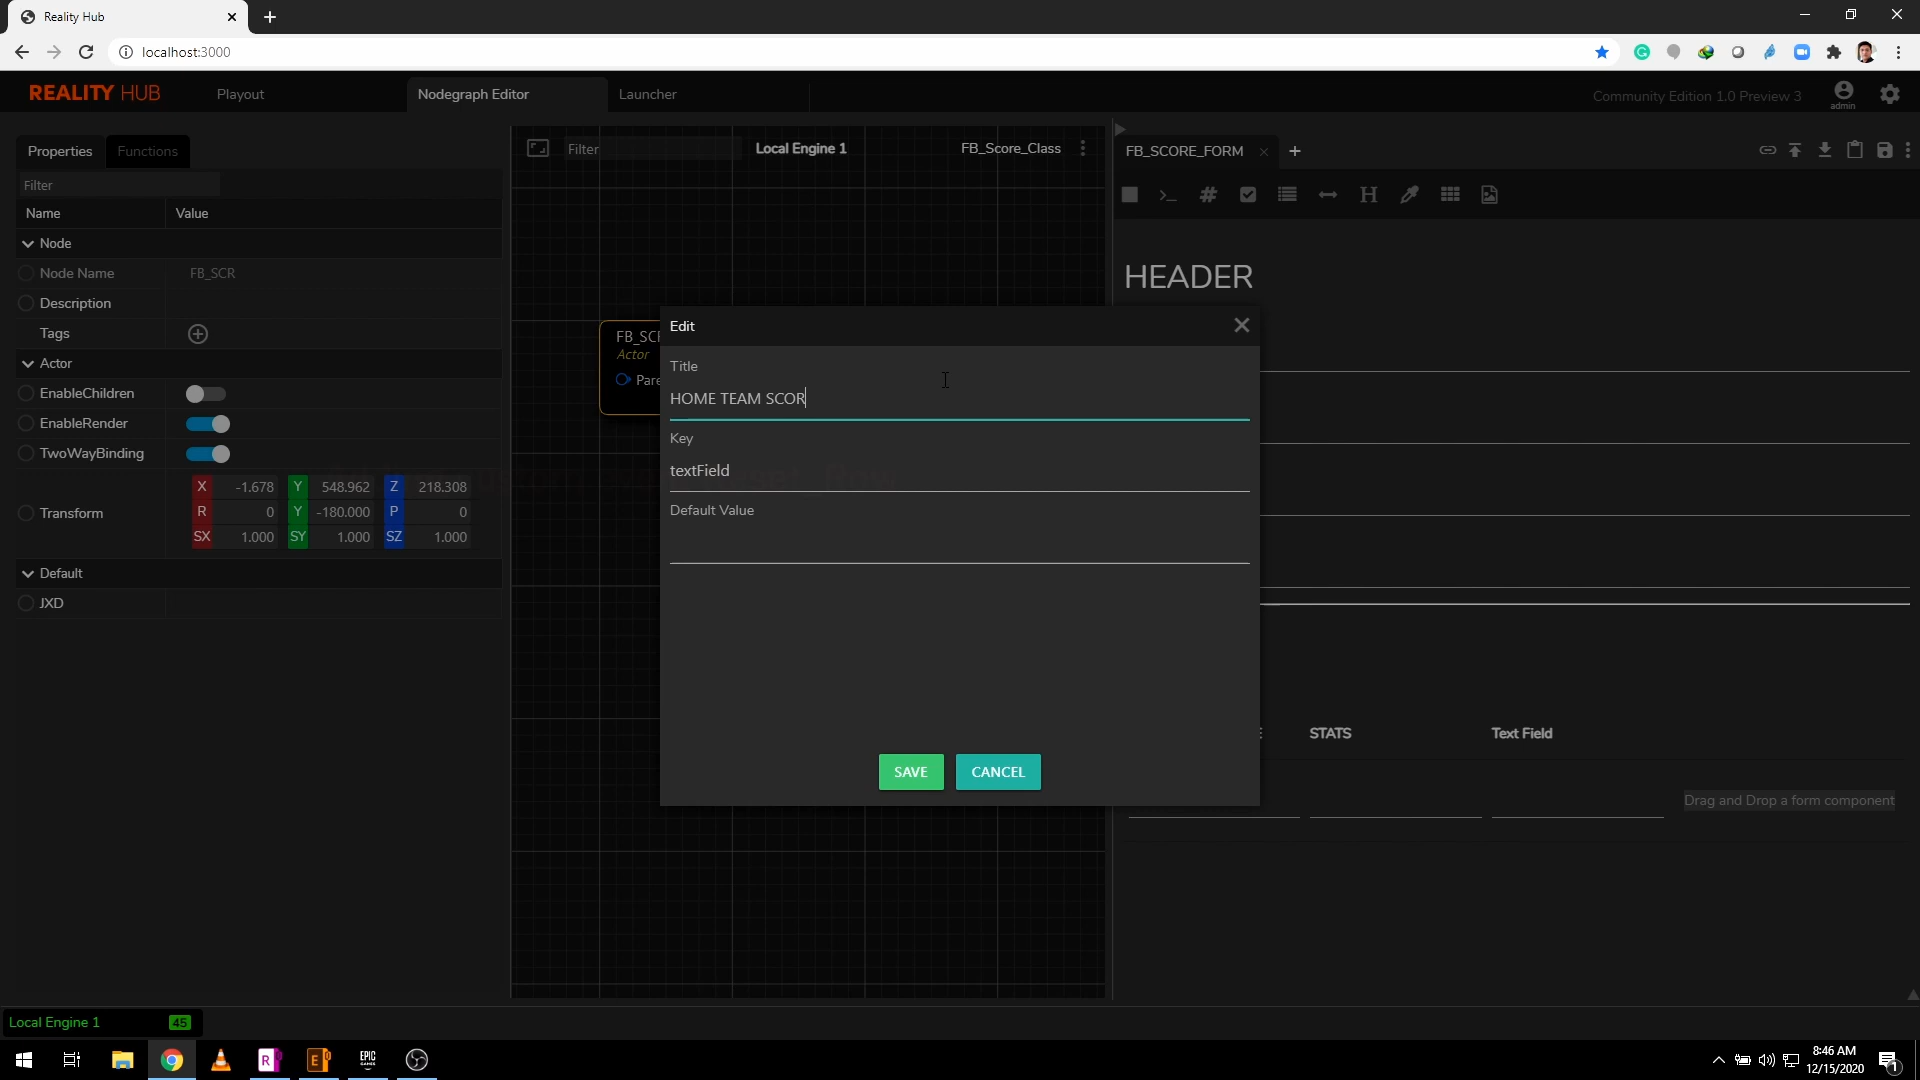 Reality Hub
localhost:3000
REALITY HUB
Playout
Nodegraph Editor
Launcher
Community Edition 1.0 Preview 3
admin
Properties
Functions
Filter
Name
Value
Node
Node Name
FB_SCR
Description
Tags
Actor
EnableChildren
EnableRender
TwoWayBinding
Transform
X -1.678 Y 548.962 Z 218.308
R 0 Y -180.000 P 0
SX 1.000 SY 1.000 SZ 1.000
Default
JXD
Filter
Local Engine 1
FB_Score_Class
FB_SC
Actor
Pare
Edit
Title
HOME TEAM SCOR
Key
textField
Default Value
SAVE
CANCEL
FB_SCORE_FORM
HEADER
STATS
Text Field
Drag and Drop a form component
Local Engine 1
45
EPIC
GAMES
8:46 AM
12/15/2020
1